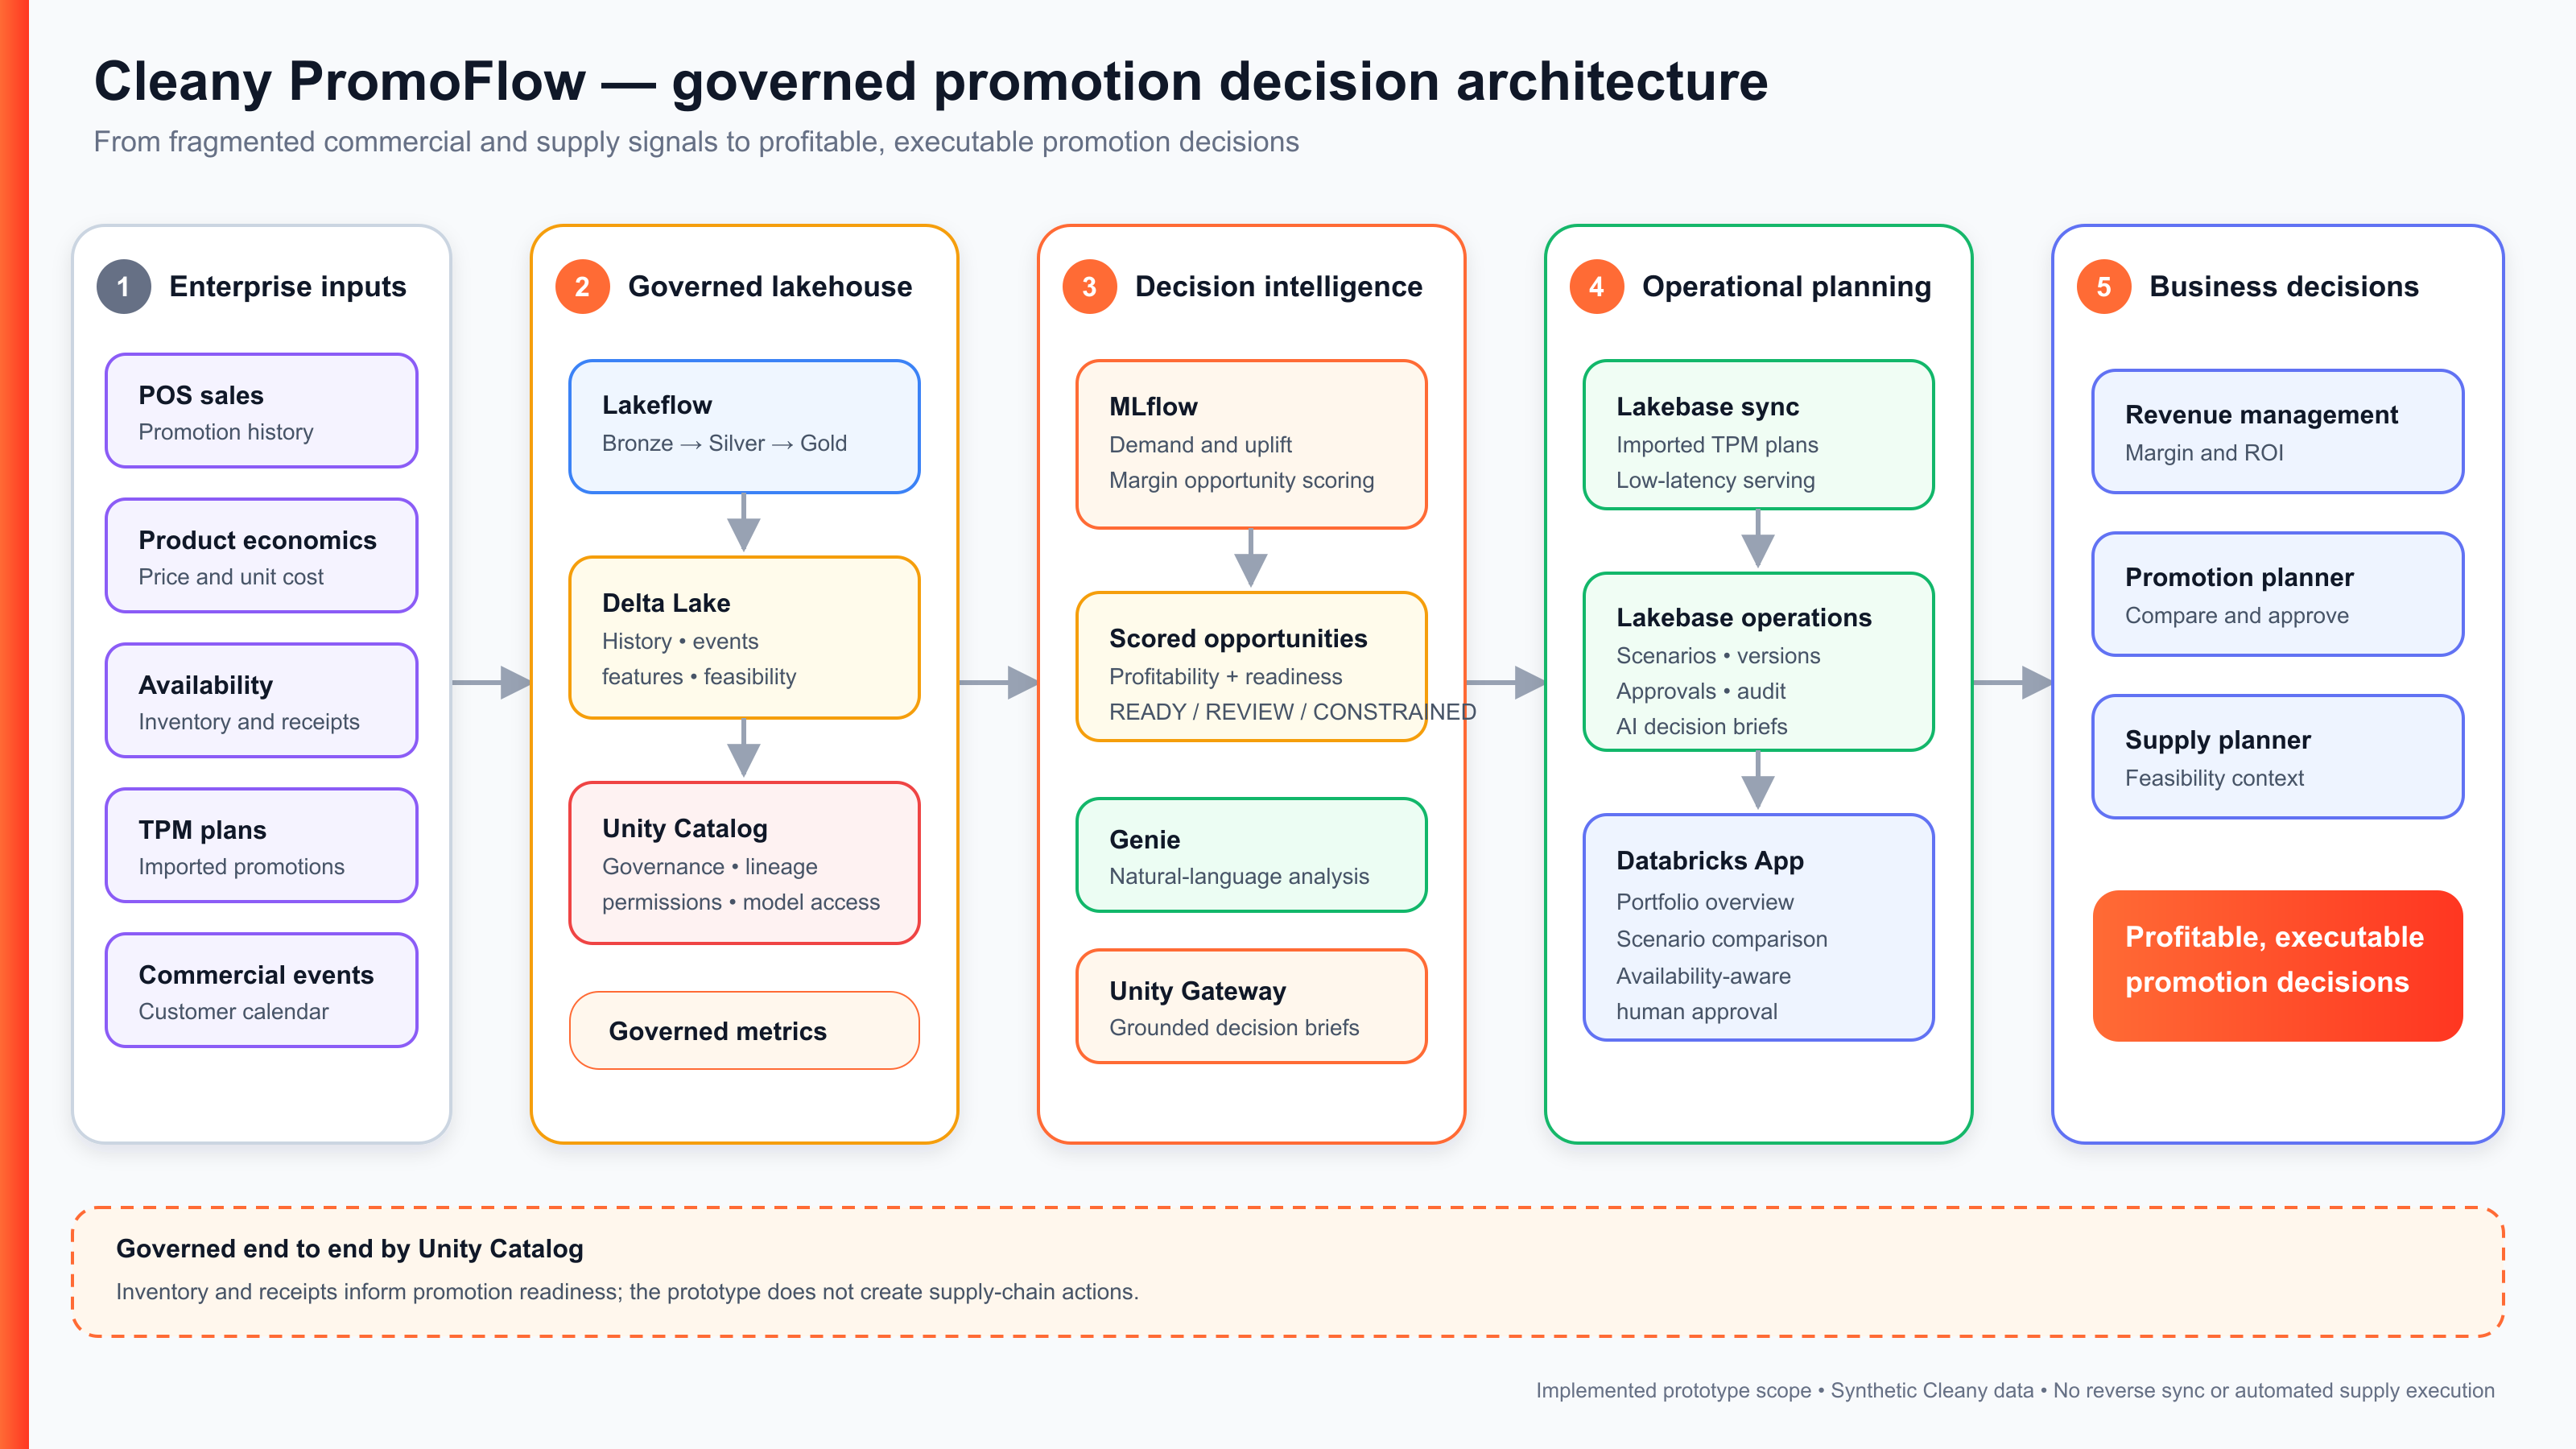 Cleany PromoFlow — governed promotion decision architecture
From fragmented commercial and supply signals to profitable, executable promotion decisions
1 Enterprise inputs
POS sales
Promotion history
Product economics
Price and unit cost
Availability
Inventory and receipts
TPM plans
Imported promotions
Commercial events
Customer calendar
2 Governed lakehouse
Lakeflow
Bronze → Silver → Gold
Delta Lake
History • events
features • feasibility
Unity Catalog
Governance • lineage
permissions • model access
Governed metrics
3 Decision intelligence
MLflow
Demand and uplift
Margin opportunity scoring
Scored opportunities
Profitability + readiness
READY / REVIEW / CONSTRAINED
Genie
Natural-language analysis
Unity Gateway
Grounded decision briefs
4 Operational planning
Lakebase sync
Imported TPM plans
Low-latency serving
Lakebase operations
Scenarios • versions
Approvals • audit
AI decision briefs
Databricks App
Portfolio overview
Scenario comparison
Availability-aware
human approval
5 Business decisions
Revenue management
Margin and ROI
Promotion planner
Compare and approve
Supply planner
Feasibility context
Profitable, executable
promotion decisions
Governed end to end by Unity Catalog
Inventory and receipts inform promotion readiness; the prototype does not create supply-chain actions.
Implemented prototype scope • Synthetic Cleany data • No reverse sync or automated supply execution